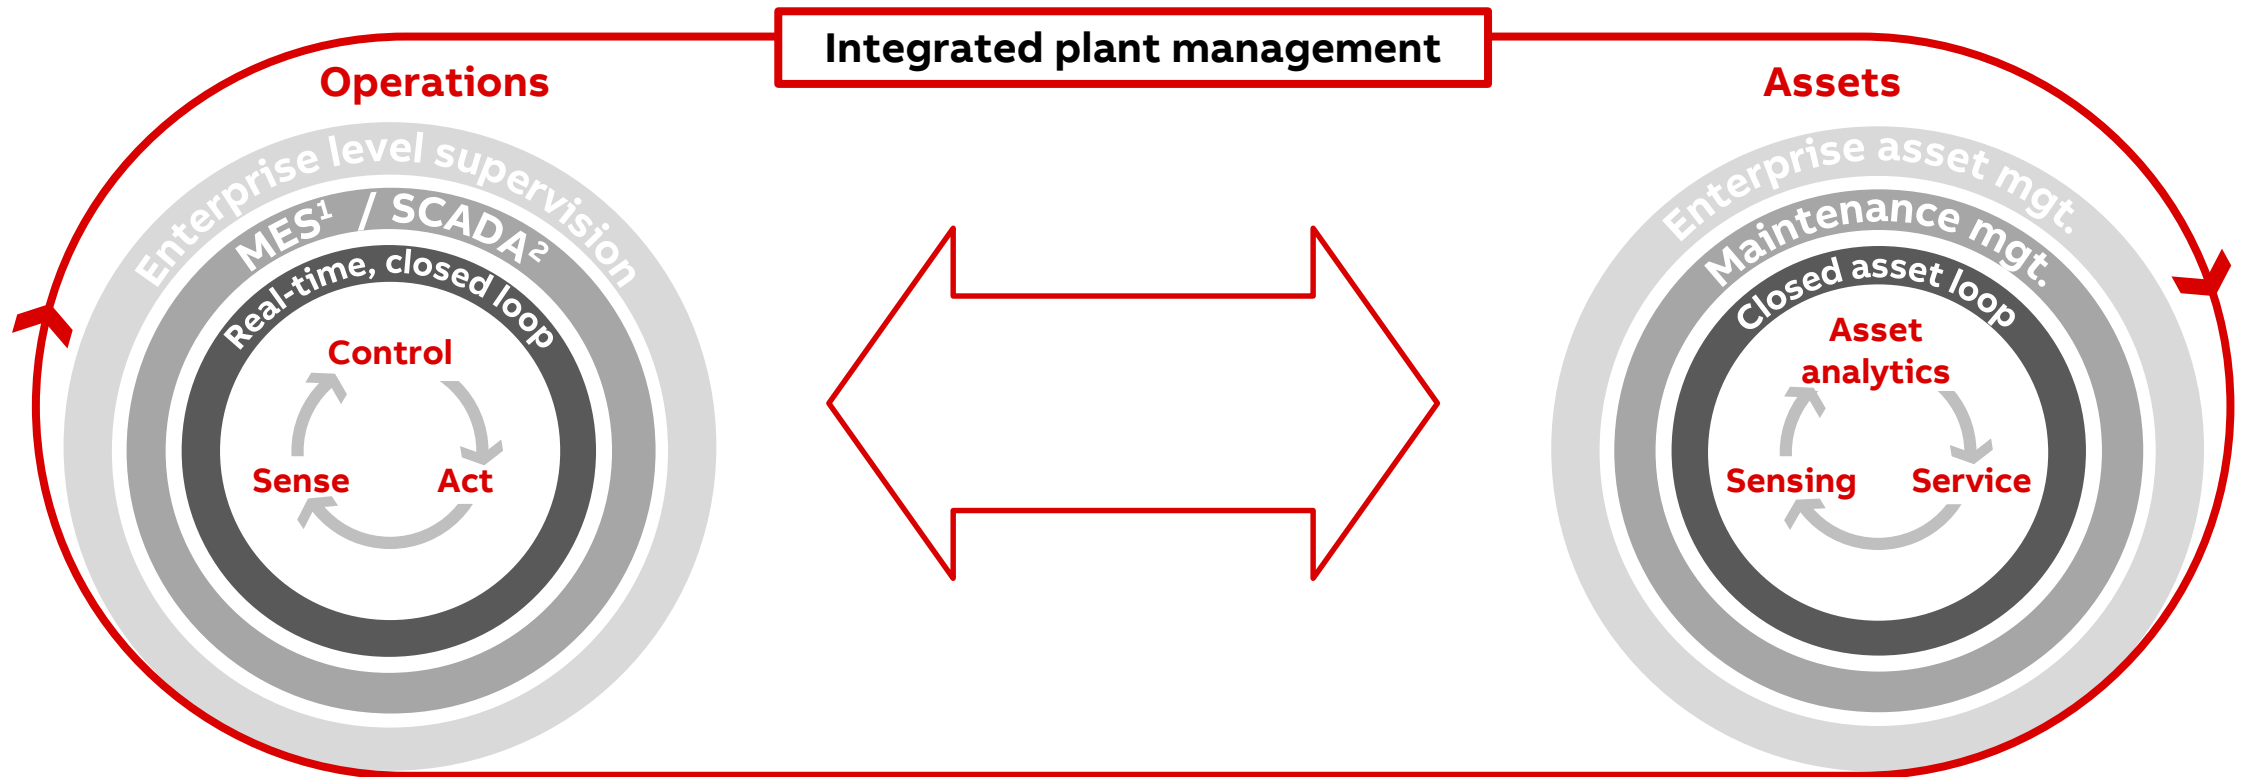 Integrated plant management
Operations
Enterprise level supervision
MES¹ / SCADA²
Real-time, closed loop
Control
Sense
Act
Assets
Enterprise asset mgt.
Maintenance mgt.
Closed asset loop
Asset
analytics
Sensing
Service